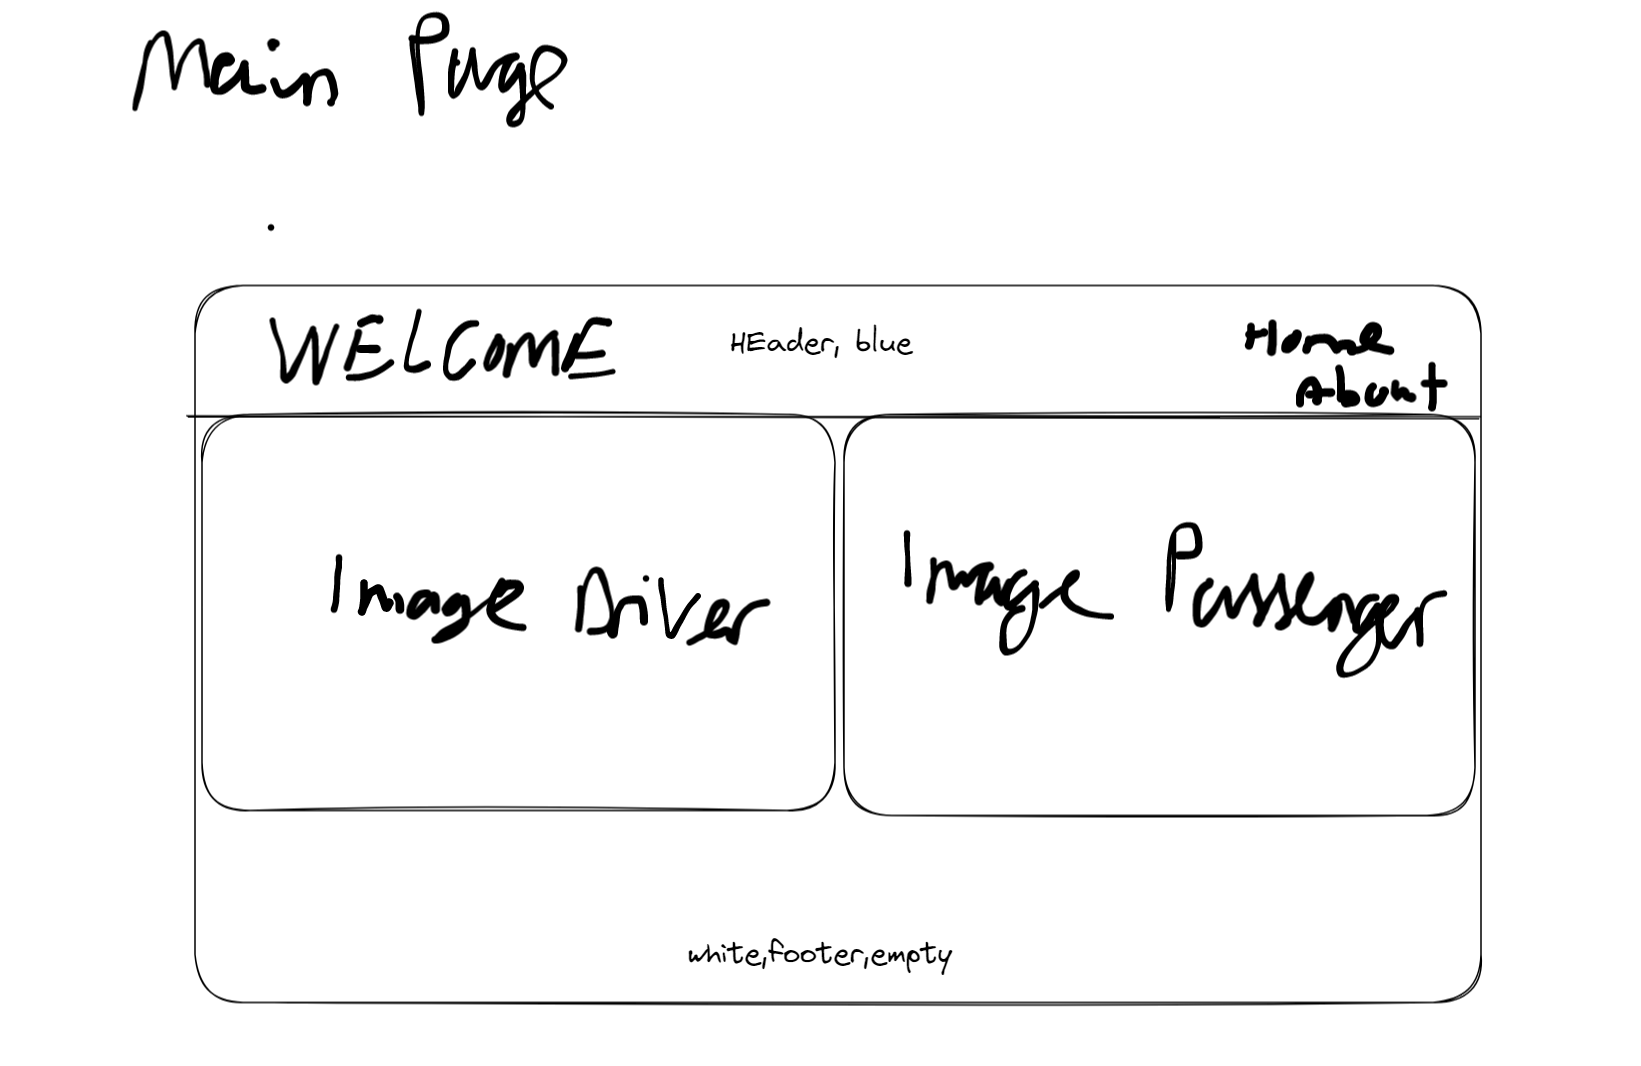 Main Page
WELCOME
HEader, blue
Home
About
Image Driver
Image Passenger
white,footer,empty